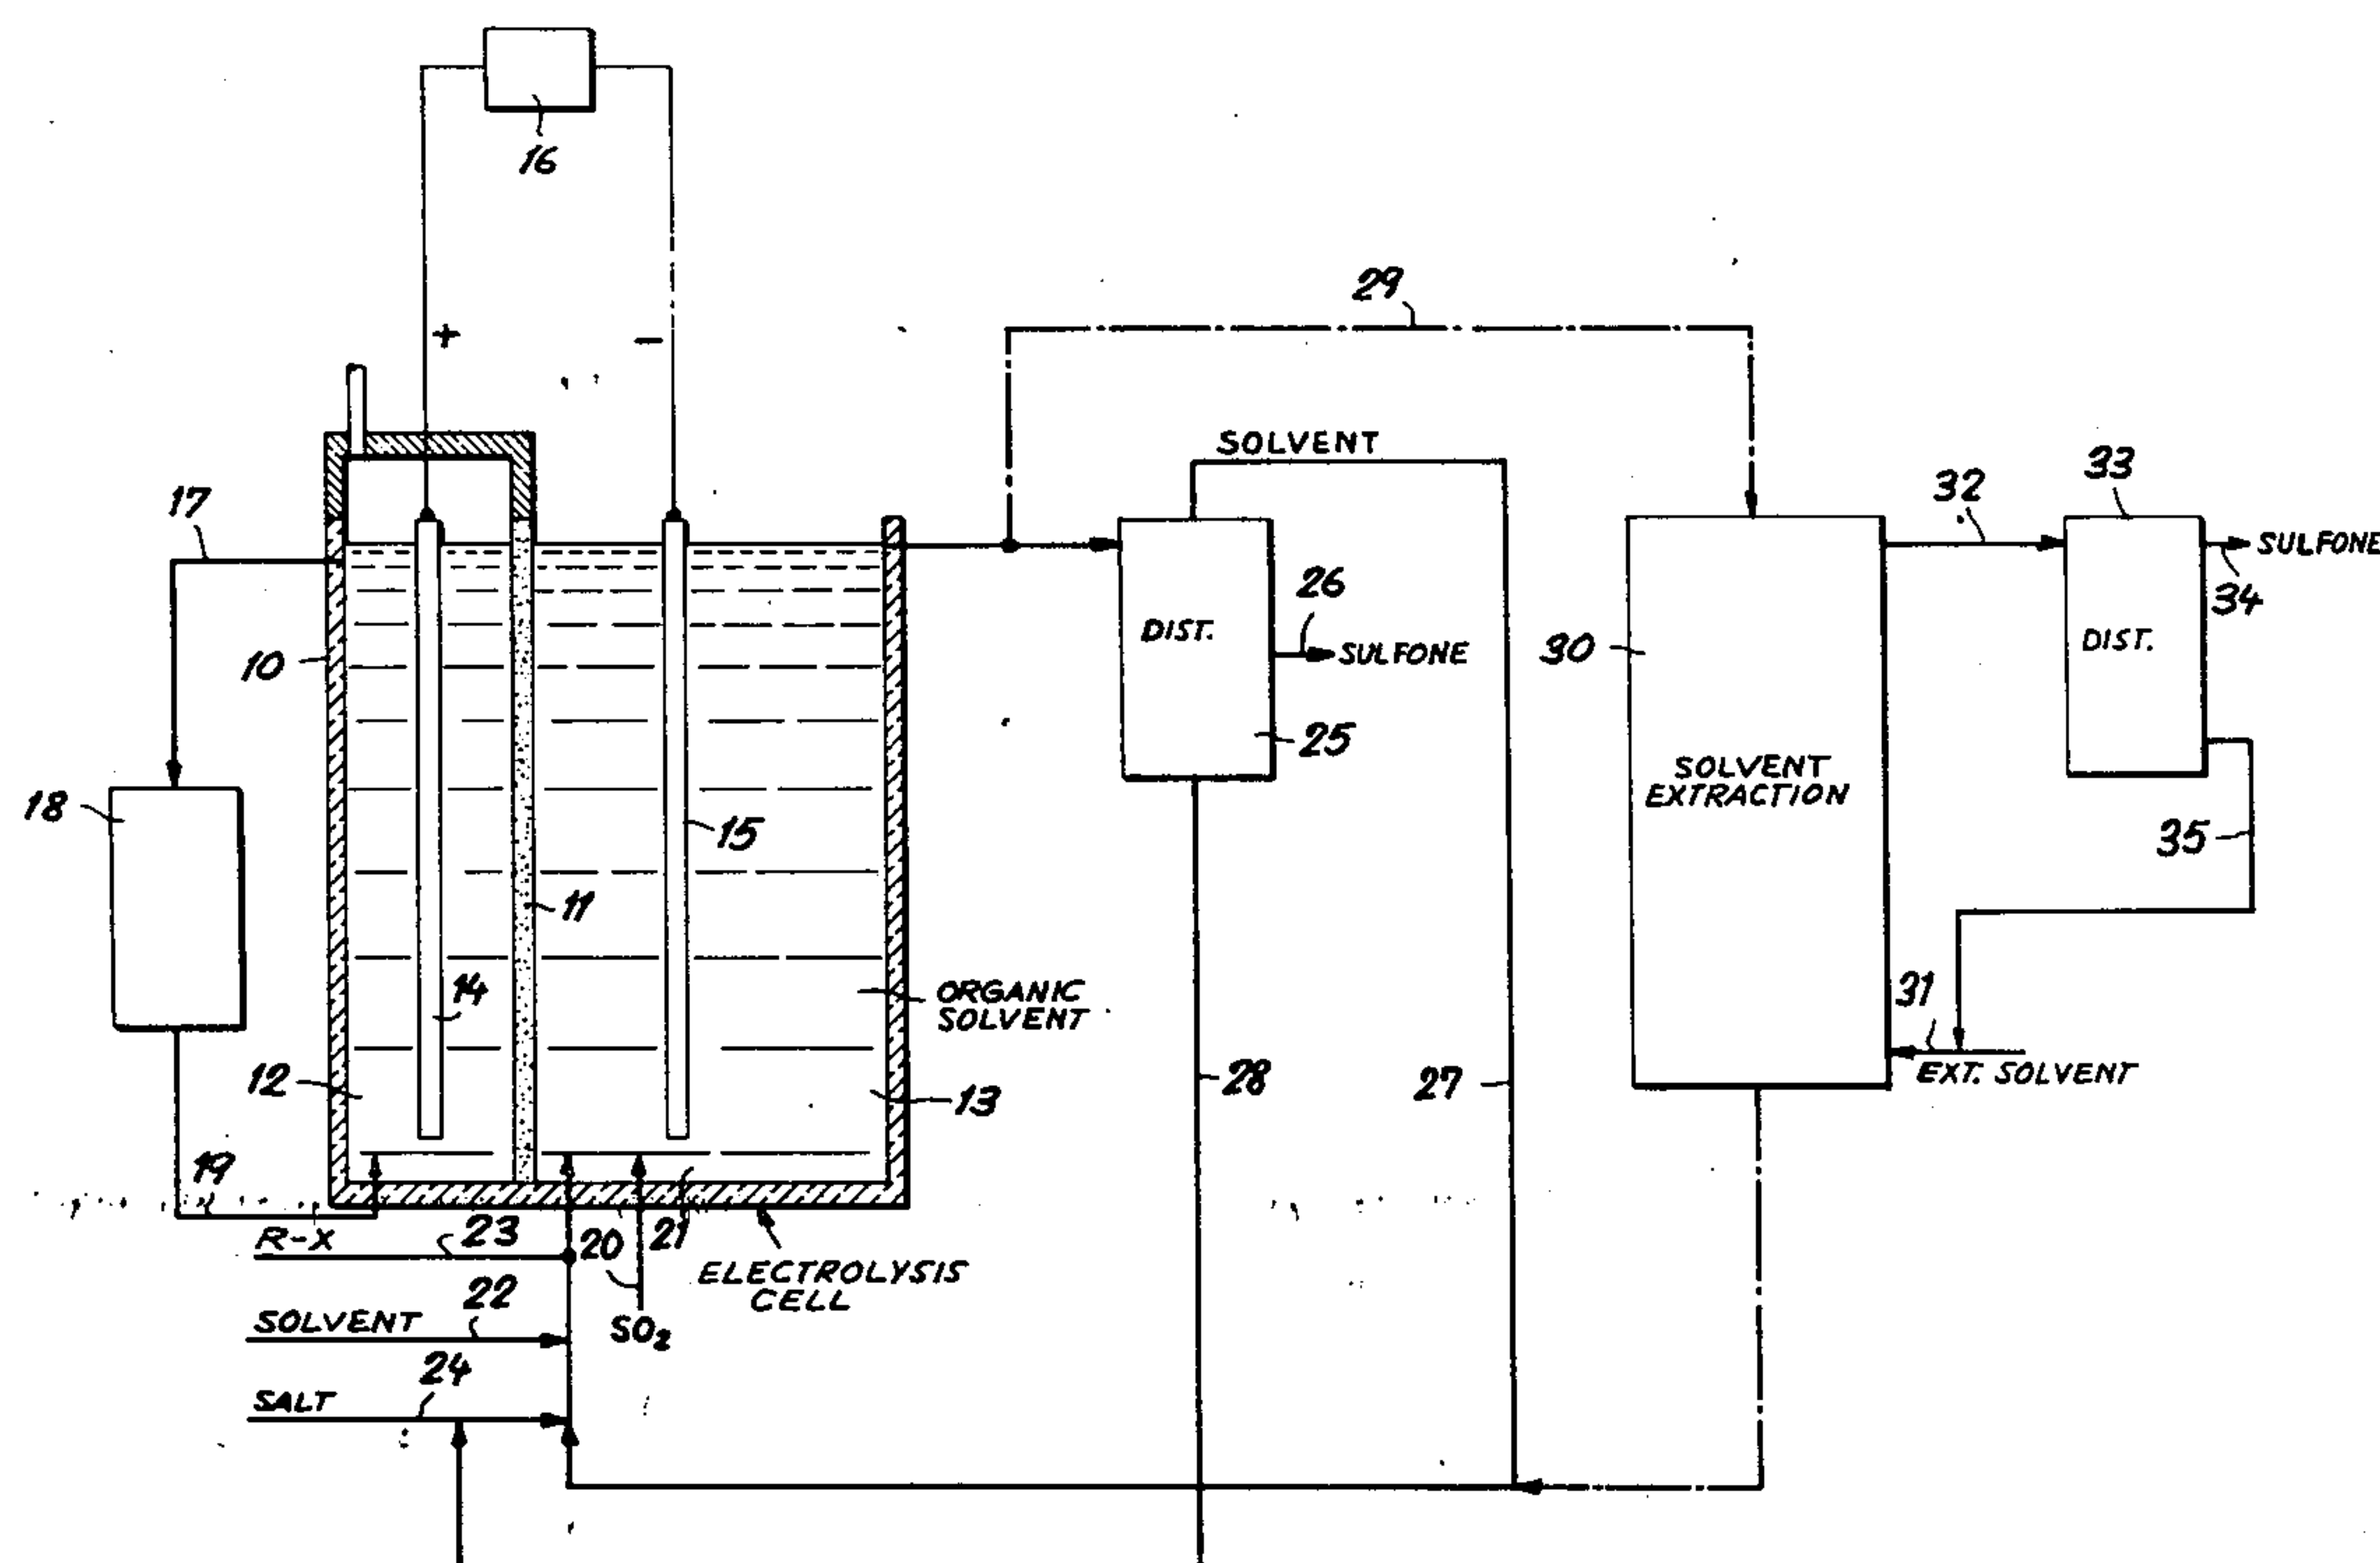 16
+
−
29
SOLVENT
17
32
33
SULFONE
34
26
SULFONE
DIST.
DIST.
10
30
25
18
15
SOLVENT
EXTRACTION
35
11
14
ORGANIC
SOLVENT
31
EXT. SOLVENT
12
13
28
27
19
R-X
23
20
21
ELECTROLYSIS
CELL
SOLVENT
22
SO₂
SALT
24